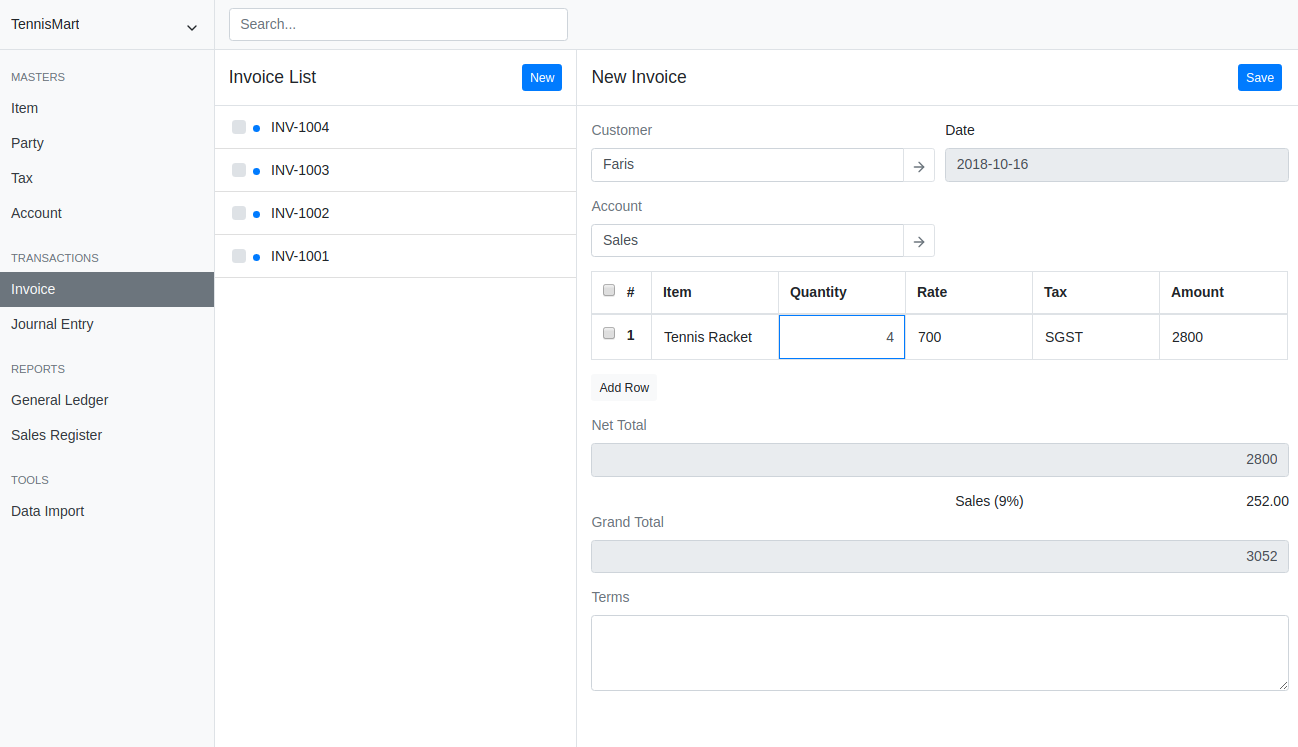 TennisMart
Search...
MASTERS
Item
Party
Tax
Account
TRANSACTIONS
Invoice
Journal Entry
REPORTS
General Ledger
Sales Register
TOOLS
Data Import
Invoice List New
INV-1004
INV-1003
INV-1002
INV-1001
New Invoice Save
Customer Date
Faris 2018-10-16
Account
Sales
# Item Quantity Rate Tax Amount
1 Tennis Racket 4 700 SGST 2800
Add Row
Net Total
2800
Sales (9%) 252.00
Grand Total
3052
Terms